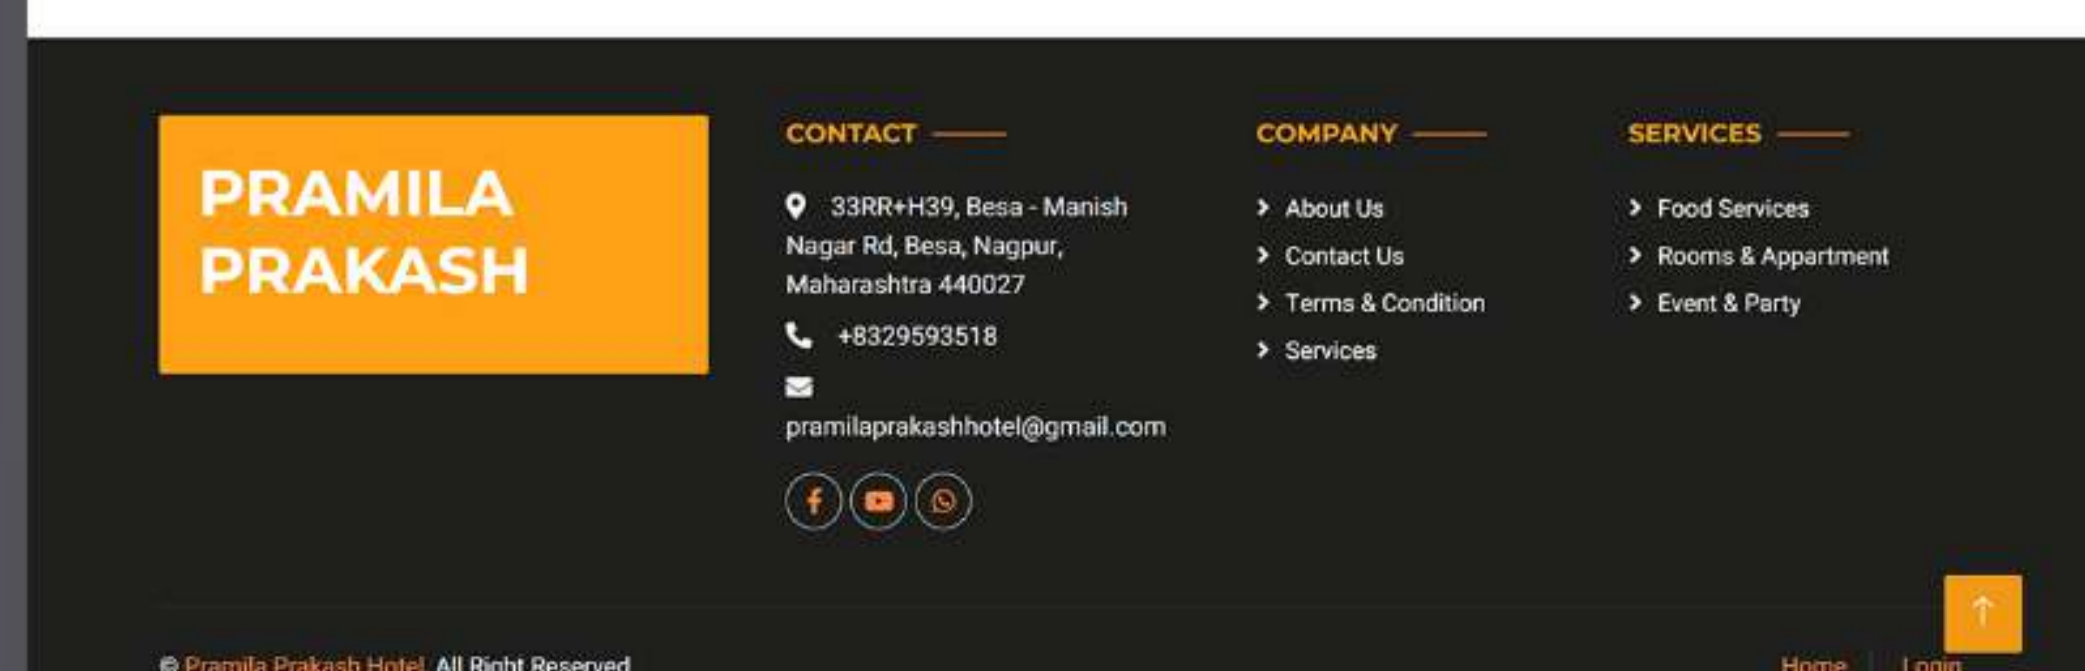 PRAMILA
PRAKASH
CONTACT
33RR+H39, Besa - Manish
Nagar Rd, Besa, Nagpur,
Maharashtra 440027
+8329593518
pramilaprakashhotel@gmail.com
COMPANY
About Us
Contact Us
Terms & Condition
Services
SERVICES
Food Services
Rooms & Appartment
Event & Party
© Pramila Prakash Hotel, All Right Reserved.
Home
Login